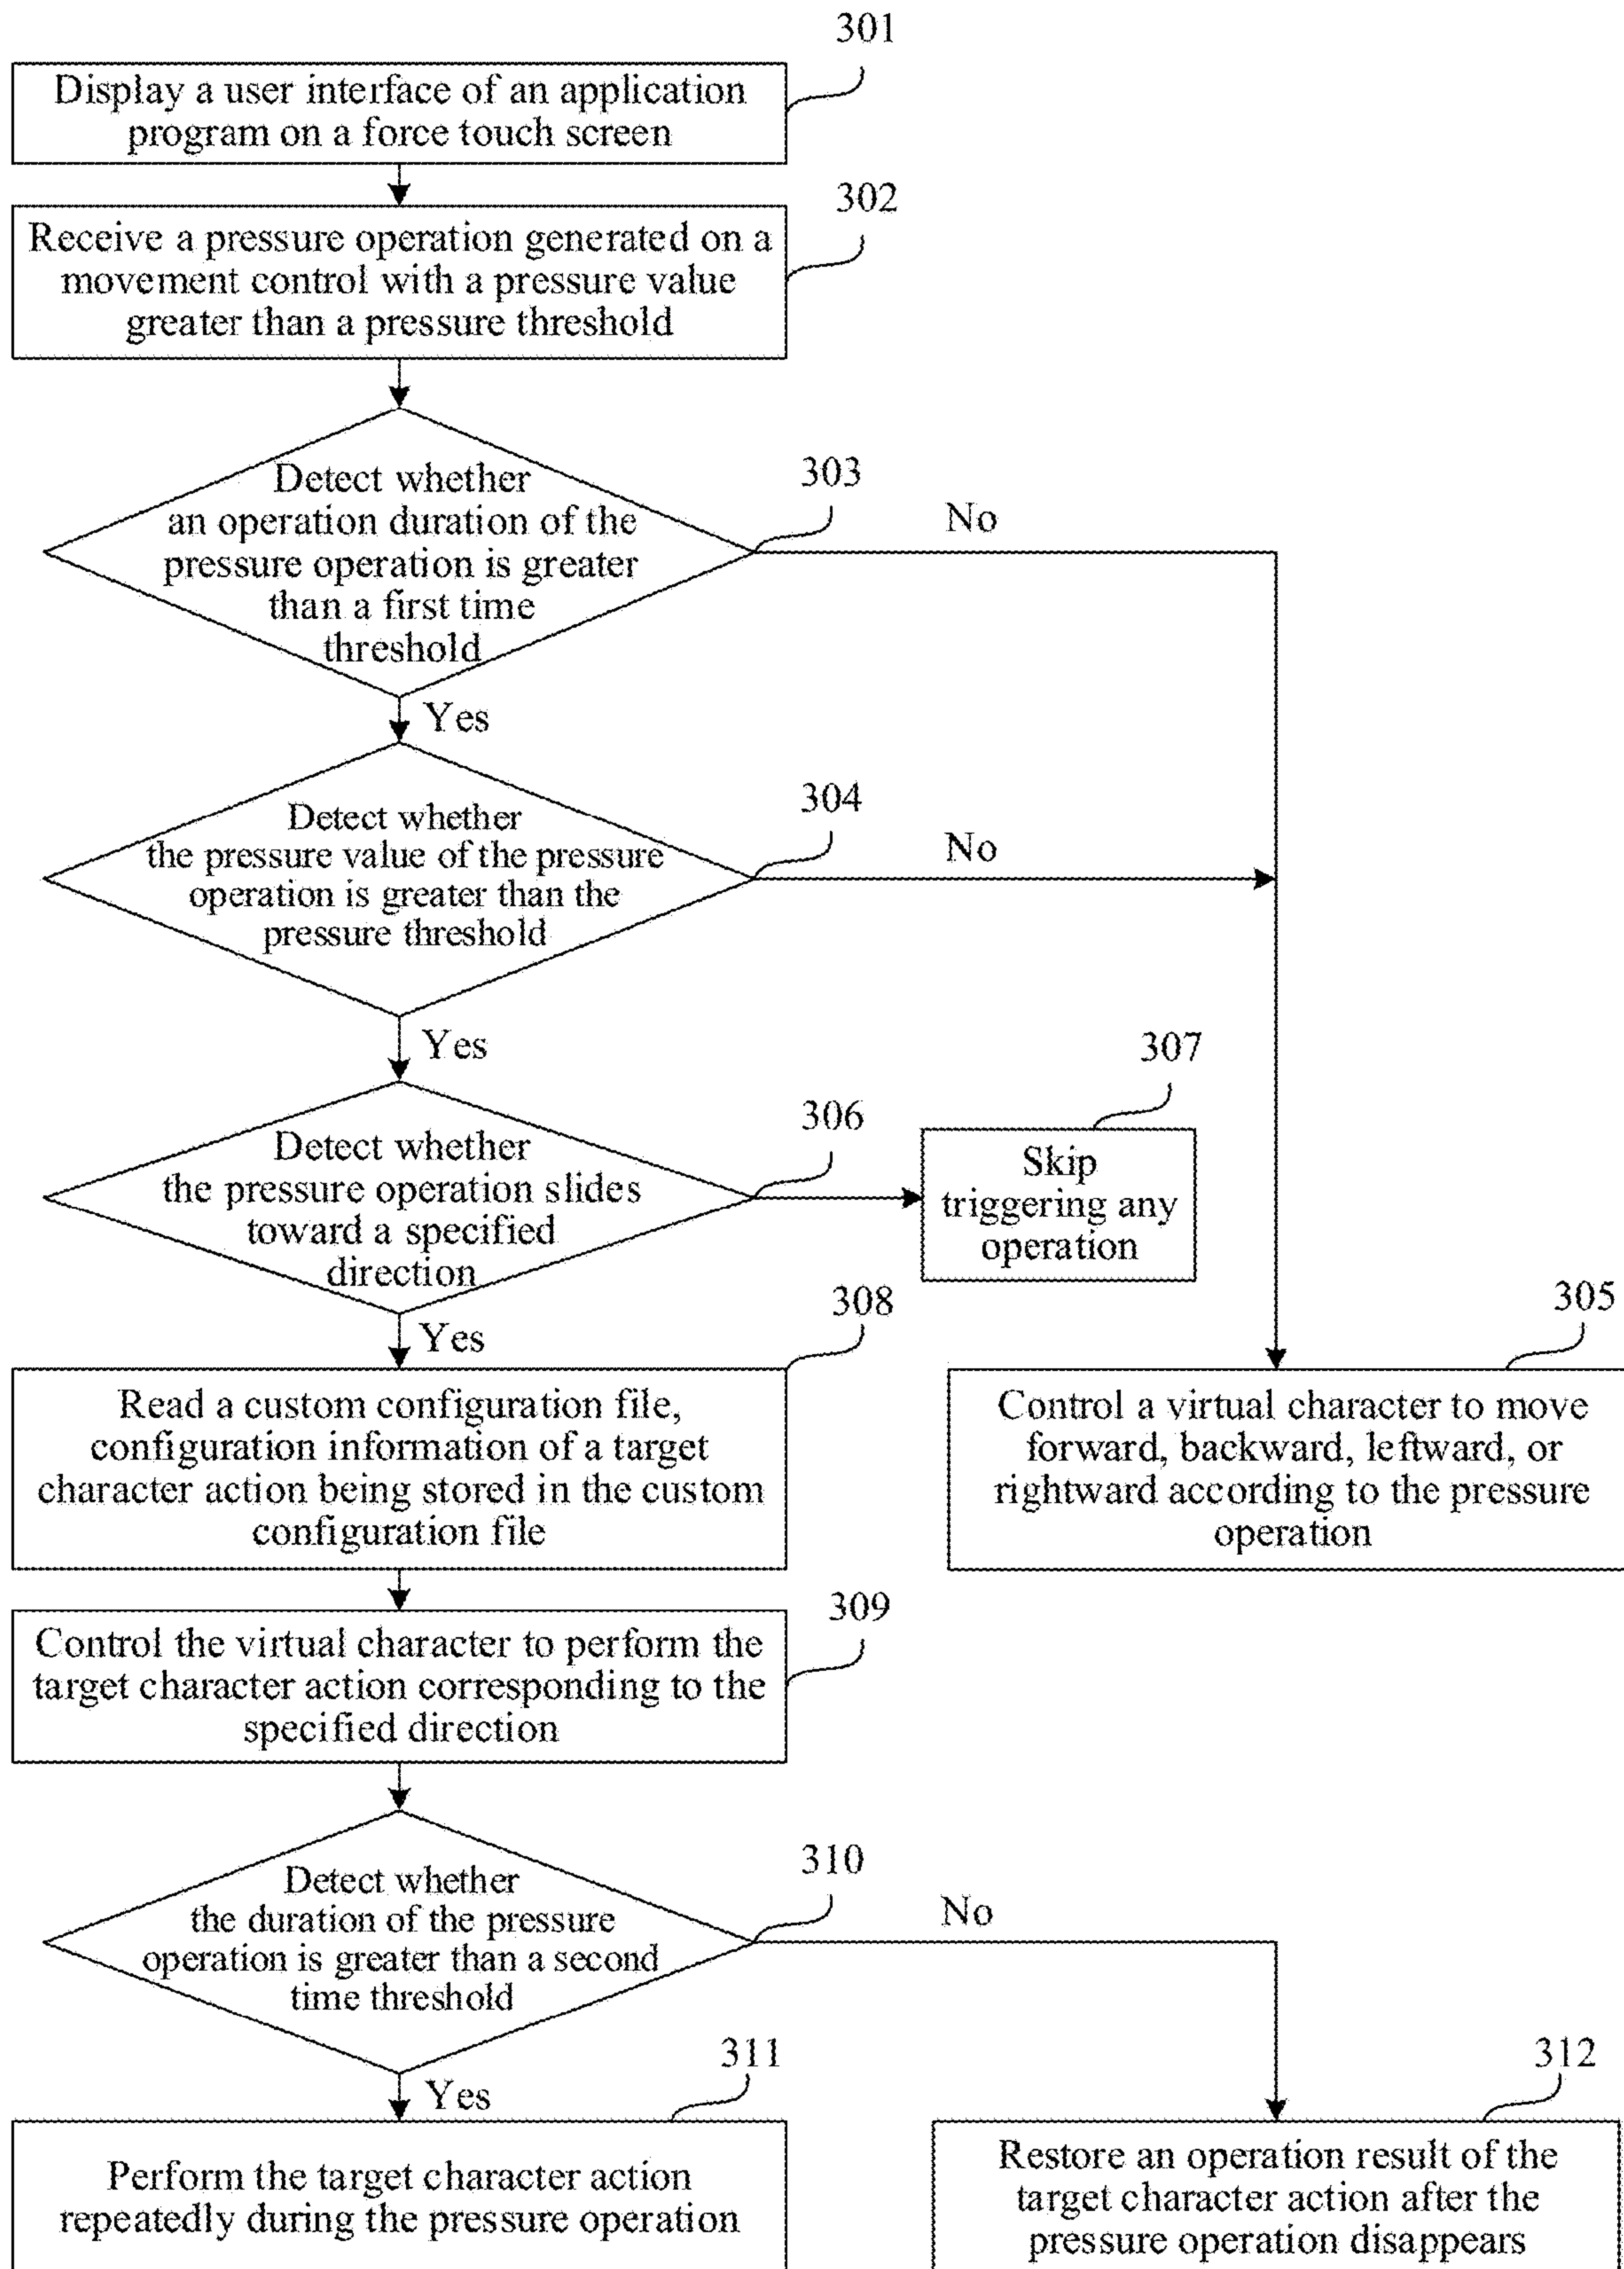 301
Display a user interface of an application
program on a force touch screen
302
Receive a pressure operation generated on a
movement control with a pressure value
greater than a pressure threshold
303
Detect whether
an operation duration of the
pressure operation is greater
than a first time
threshold
No
Yes
304
Detect whether
the pressure value of the pressure
operation is greater than the
pressure threshold
No
Yes
306
Detect whether
the pressure operation slides
toward a specified
direction
307
Skip
triggering any
operation
Yes
308
Read a custom configuration file,
configuration information of a target
character action being stored in the custom
configuration file
305
Control a virtual character to move
forward, backward, leftward, or
rightward according to the pressure
operation
309
Control the virtual character to perform the
target character action corresponding to the
specified direction
310
Detect whether
the duration of the pressure
operation is greater than a second
time threshold
No
Yes
311
Perform the target character action
repeatedly during the pressure operation
312
Restore an operation result of the
target character action after the
pressure operation disappears